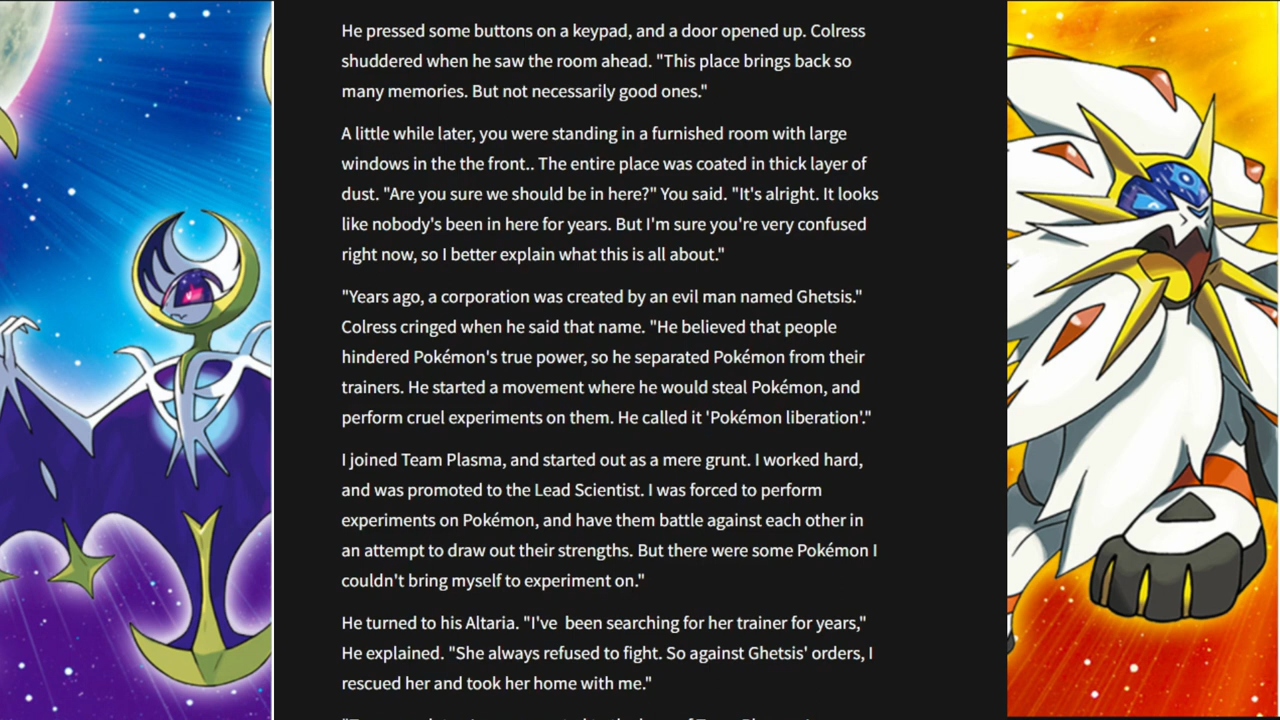 He pressed some buttons on a keypad, and a door opened up. Colress
shuddered when he saw the room ahead. "This place brings back so
many memories. But not necessarily good ones."
A little while later, you were standing in a furnished room with large
windows in the the front.. The entire place was coated in thick layer of
dust. "Are you sure we should be in here?" You said. "It's alright. It looks
like nobody's been in here for years. But I'm sure you're very confused
right now, so I better explain what this is all about."
"Years ago, a corporation was created by an evil man named Ghetsis."
Colress cringed when he said that name. "He believed that people
hindered Pokémon's true power, so he separated Pokémon from their
trainers. He started a movement where he would steal Pokémon, and
perform cruel experiments on them. He called it 'Pokémon liberation'."
I joined Team Plasma, and started out as a mere grunt. I worked hard,
and was promoted to the Lead Scientist. I was forced to perform
experiments on Pokémon, and have them battle against each other in
an attempt to draw out their strengths. But there were some Pokémon I
couldn't bring myself to experiment on."
He turned to his Altaria. "I've  been searching for her trainer for years,"
He explained. "She always refused to fight. So against Ghetsis' orders, I
rescued her and took her home with me."